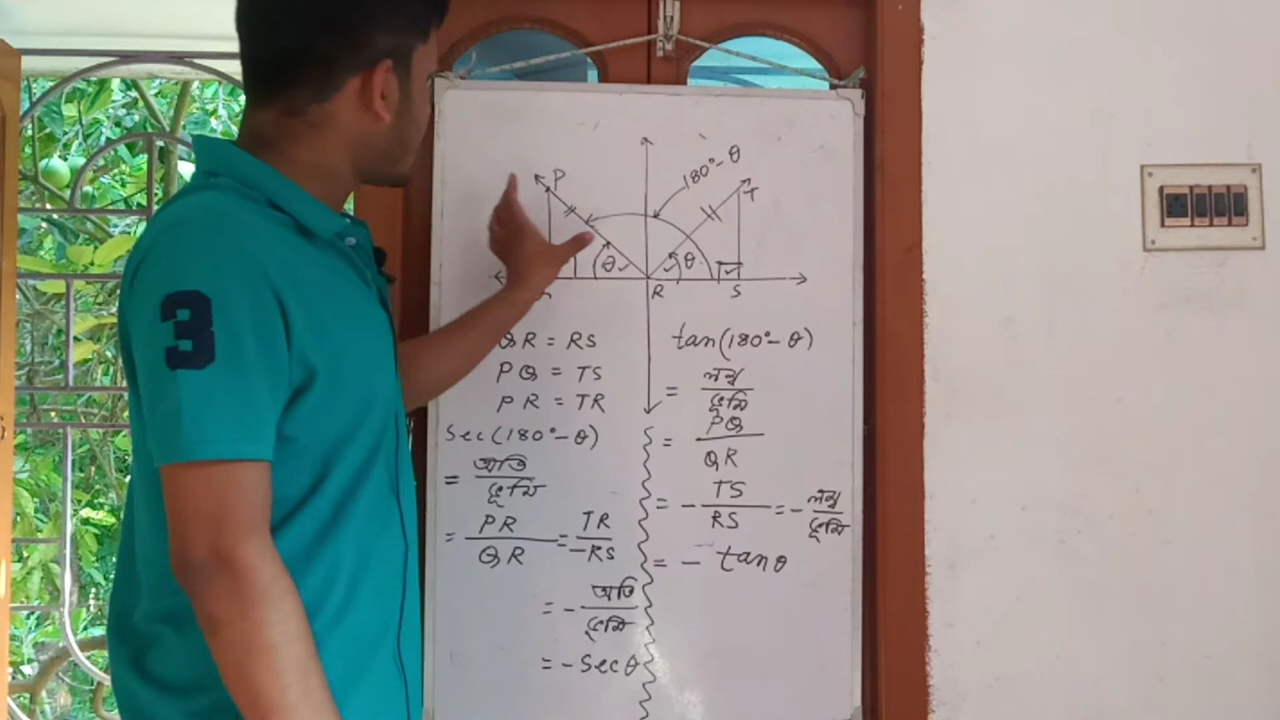 3
180°-θ
P
T
θ
θ
R
S
QR = RS
PQ = TS
PR = TR
Sec(180°-θ)
= অতি/ভূমি
= PR/QR = TR/-RS
= - অতি/ভূমি
= -Secθ
tan(180°-θ)
= লম্ব/ভূমি
= PQ/QR
= - TS/RS = - লম্ব/ভূমি
= - tanθ